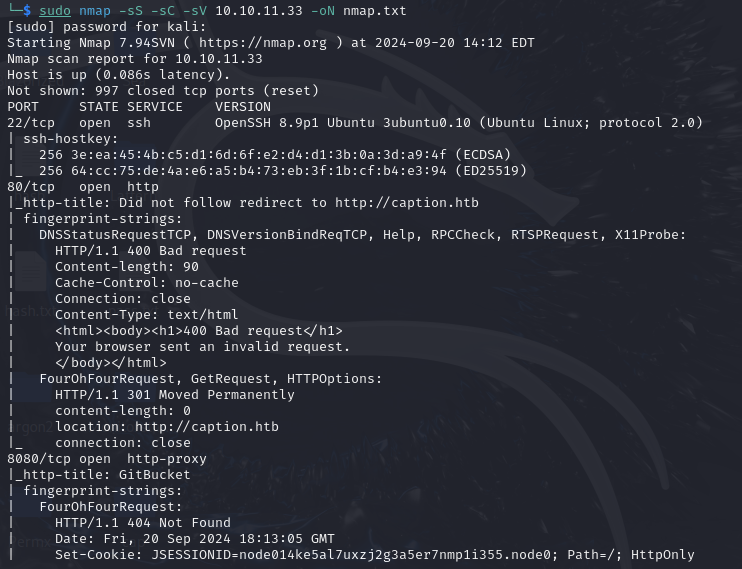 └─$ sudo nmap -sS -sC -sV 10.10.11.33 -oN nmap.txt
[sudo] password for kali:
Starting Nmap 7.94SVN ( https://nmap.org ) at 2024-09-20 14:12 EDT
Nmap scan report for 10.10.11.33
Host is up (0.086s latency).
Not shown: 997 closed tcp ports (reset)
PORT     STATE SERVICE    VERSION
22/tcp   open  ssh        OpenSSH 8.9p1 Ubuntu 3ubuntu0.10 (Ubuntu Linux; protocol 2.0)
| ssh-hostkey:
|   256 3e:ea:45:4b:c5:d1:6d:6f:e2:d4:d1:3b:0a:3d:a9:4f (ECDSA)
|_  256 64:cc:75:de:4a:e6:a5:b4:73:eb:3f:1b:cf:b4:e3:94 (ED25519)
80/tcp   open  http
|_http-title: Did not follow redirect to http://caption.htb
| fingerprint-strings:
|   DNSStatusRequestTCP, DNSVersionBindReqTCP, Help, RPCCheck, RTSPRequest, X11Probe:
|     HTTP/1.1 400 Bad request
|     Content-length: 90
|     Cache-Control: no-cache
|     Connection: close
|     Content-Type: text/html
|     <html><body><h1>400 Bad request</h1>
|     Your browser sent an invalid request.
|     </body></html>
|   FourOhFourRequest, GetRequest, HTTPOptions:
|     HTTP/1.1 301 Moved Permanently
|     content-length: 0
|     location: http://caption.htb
|_    connection: close
8080/tcp open  http-proxy
|_http-title: GitBucket
| fingerprint-strings:
|   FourOhFourRequest:
|     HTTP/1.1 404 Not Found
|     Date: Fri, 20 Sep 2024 18:13:05 GMT
|     Set-Cookie: JSESSIONID=node014ke5al7uxzj2g3a5er7nmp1i355.node0; Path=/; HttpOnly